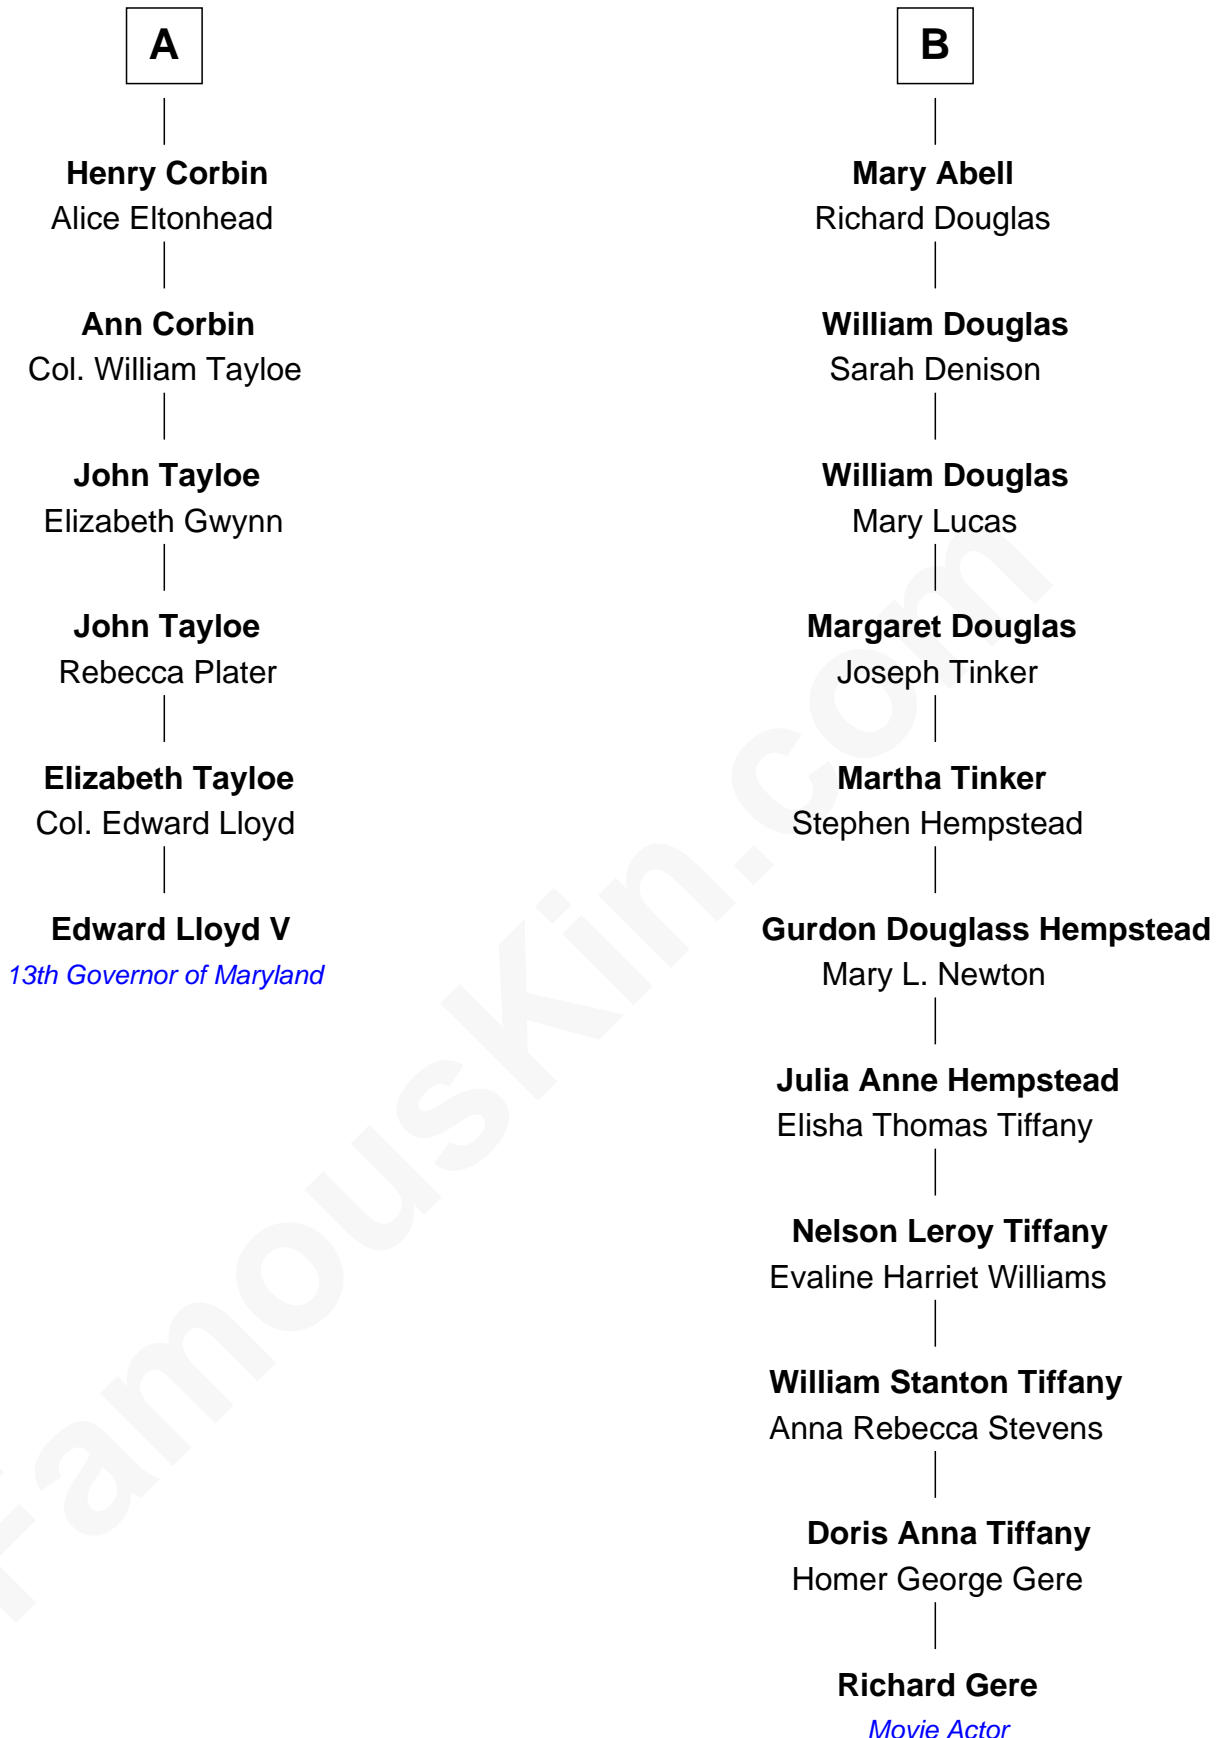 A
Henry Corbin
Alice Eltonhead
Ann Corbin
Col. William Tayloe
John Tayloe
Elizabeth Gwynn
John Tayloe
Rebecca Plater
Elizabeth Tayloe
Col. Edward Lloyd
Edward Lloyd V
13th Governor of Maryland
B
Mary Abell
Richard Douglas
William Douglas
Sarah Denison
William Douglas
Mary Lucas
Margaret Douglas
Joseph Tinker
Martha Tinker
Stephen Hempstead
Gurdon Douglass Hempstead
Mary L. Newton
Julia Anne Hempstead
Elisha Thomas Tiffany
Nelson Leroy Tiffany
Evaline Harriet Williams
William Stanton Tiffany
Anna Rebecca Stevens
Doris Anna Tiffany
Homer George Gere
Richard Gere
Movie Actor
FamousKin.com